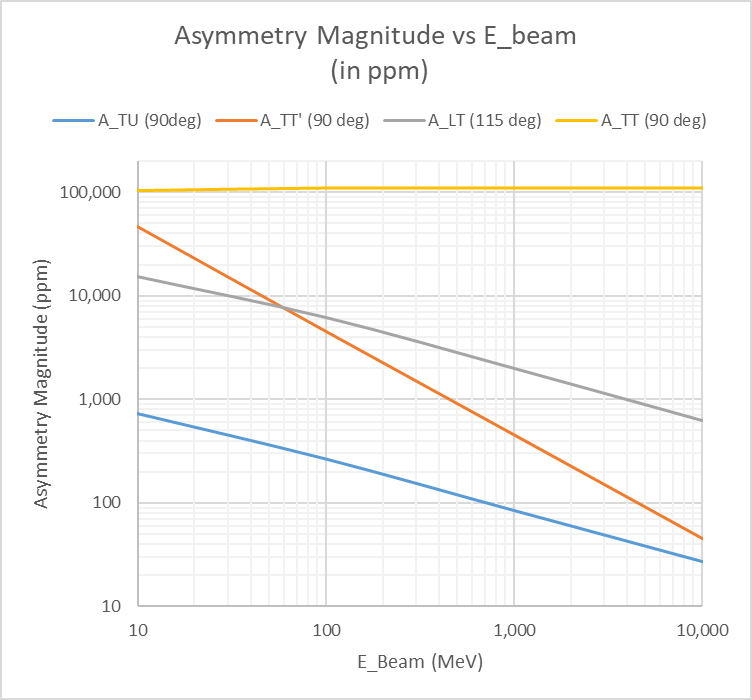 Asymmetry Magnitude vs E_beam
(in ppm)
A_TU (90deg) A_TT' (90 deg) A_LT (115 deg) A_TT (90 deg)
100,000
10,000
1,000
100
10
Asymmetry Magnitude (ppm)
10 100 1,000 10,000
E_Beam (MeV)